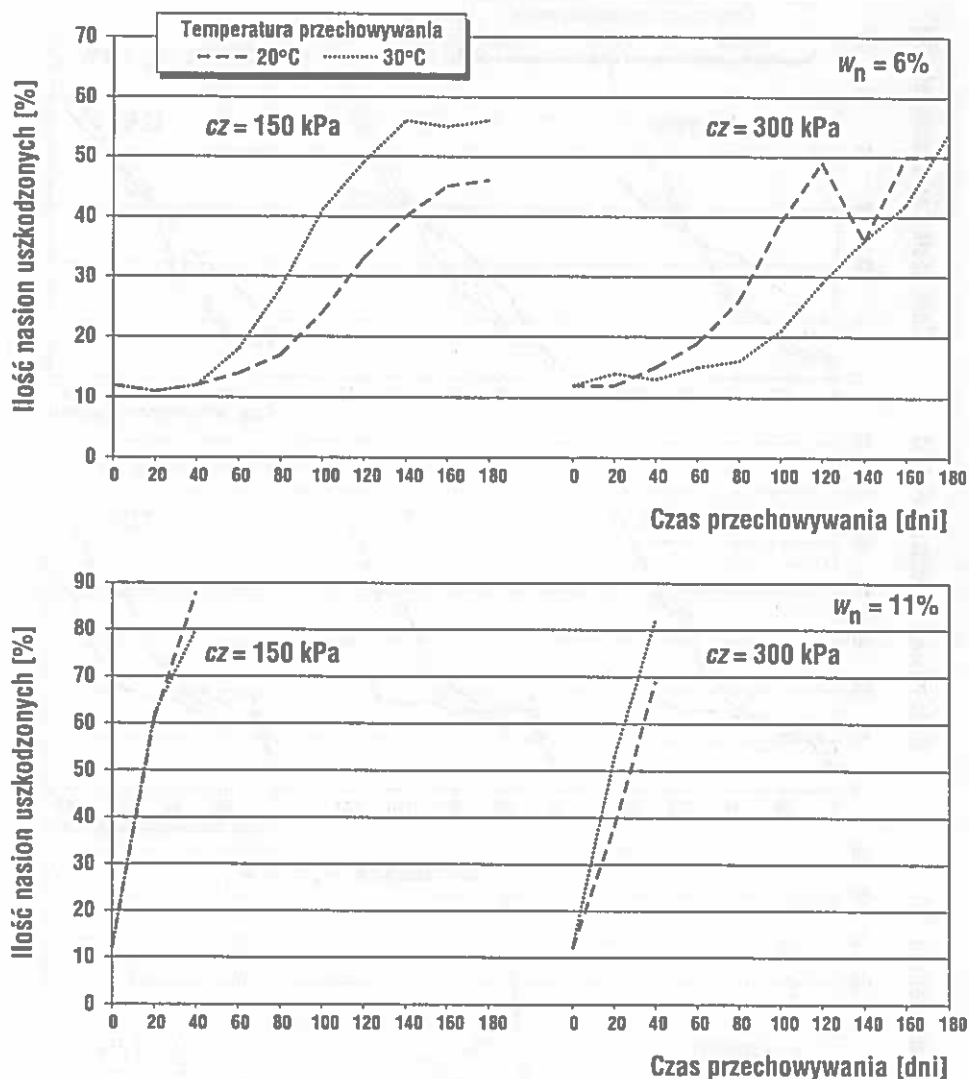 Temperatura przechowywania
20°C 30°C
Ilość nasion uszkodzonych [%]
70
60
50
40
30
20
10
0
w_n = 6%
cz = 150 kPa
cz = 300 kPa
0 20 40 60 80 100 120 140 160 180
0 20 40 60 80 100 120 140 160 180
Czas przechowywania [dni]
Ilość nasion uszkodzonych [%]
90
80
70
60
50
40
30
20
10
0
w_n = 11%
cz = 150 kPa
cz = 300 kPa
0 20 40 60 80 100 120 140 160 180
0 20 40 60 80 100 120 140 160 180
Czas przechowywania [dni]